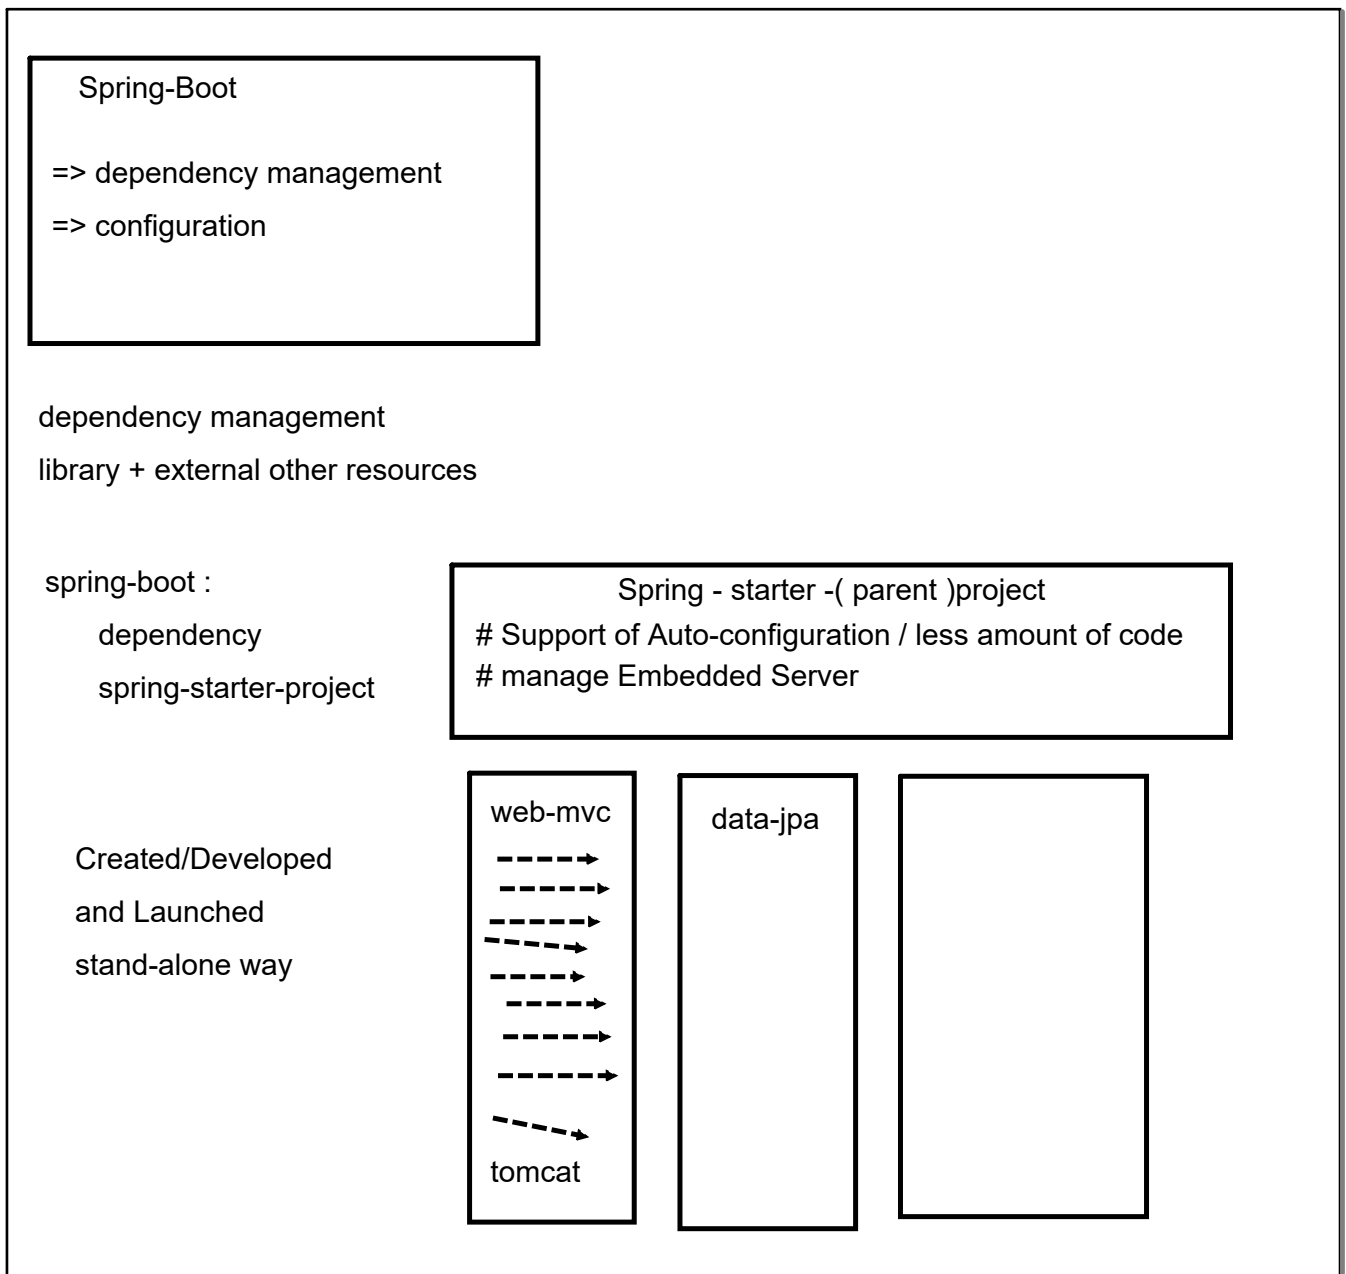 Spring-Boot
=> dependency management
=> configuration
dependency management
library + external other resources
spring-boot :
dependency
spring-starter-project
Spring - starter -( parent )project
# Support of Auto-configuration / less amount of code
# manage Embedded Server
Created/Developed
and Launched
stand-alone way
web-mvc
tomcat
data-jpa